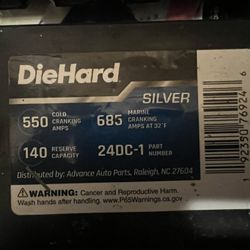 DieHard
SILVER
550 COLD CRANKING AMPS
685 MARINE CRANKING AMPS AT 32°F
140 RESERVE CAPACITY
24DC-1 PART NUMBER
Distributed by: Advance Auto Parts, Raleigh, NC 27604
WARNING: Cancer and Reproductive Harm.
Wash hands after handling. www.P65Warnings.ca.gov